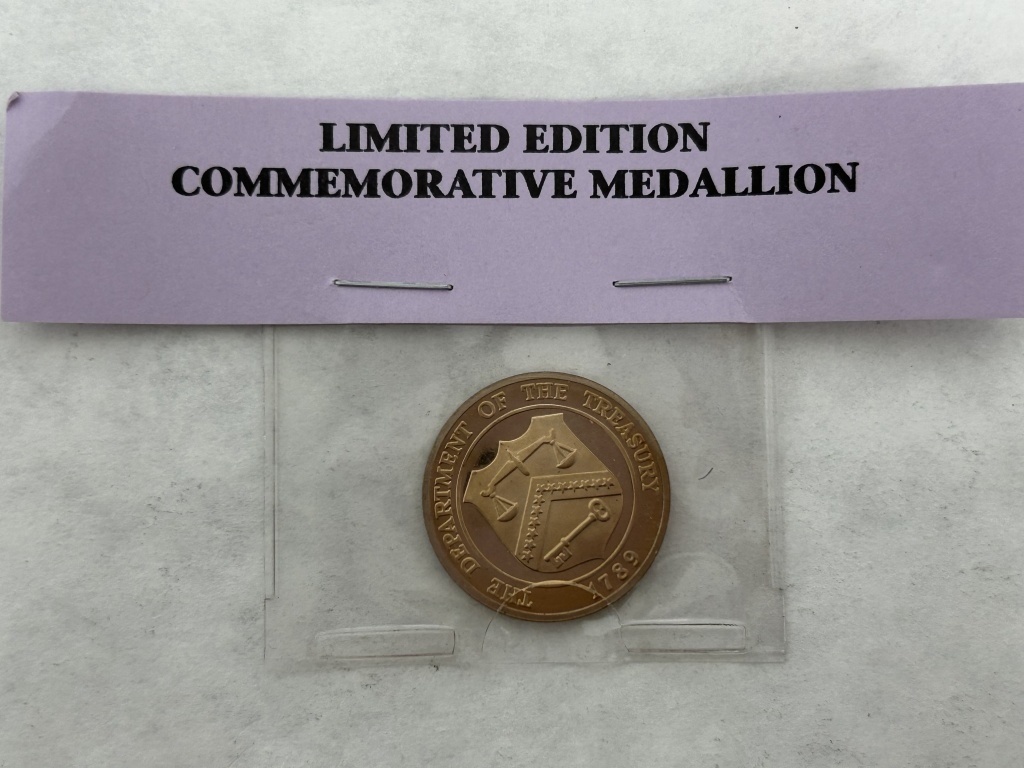 LIMITED EDITION
COMMEMORATIVE MEDALLION
THE DEPARTMENT OF THE TREASURY
1789